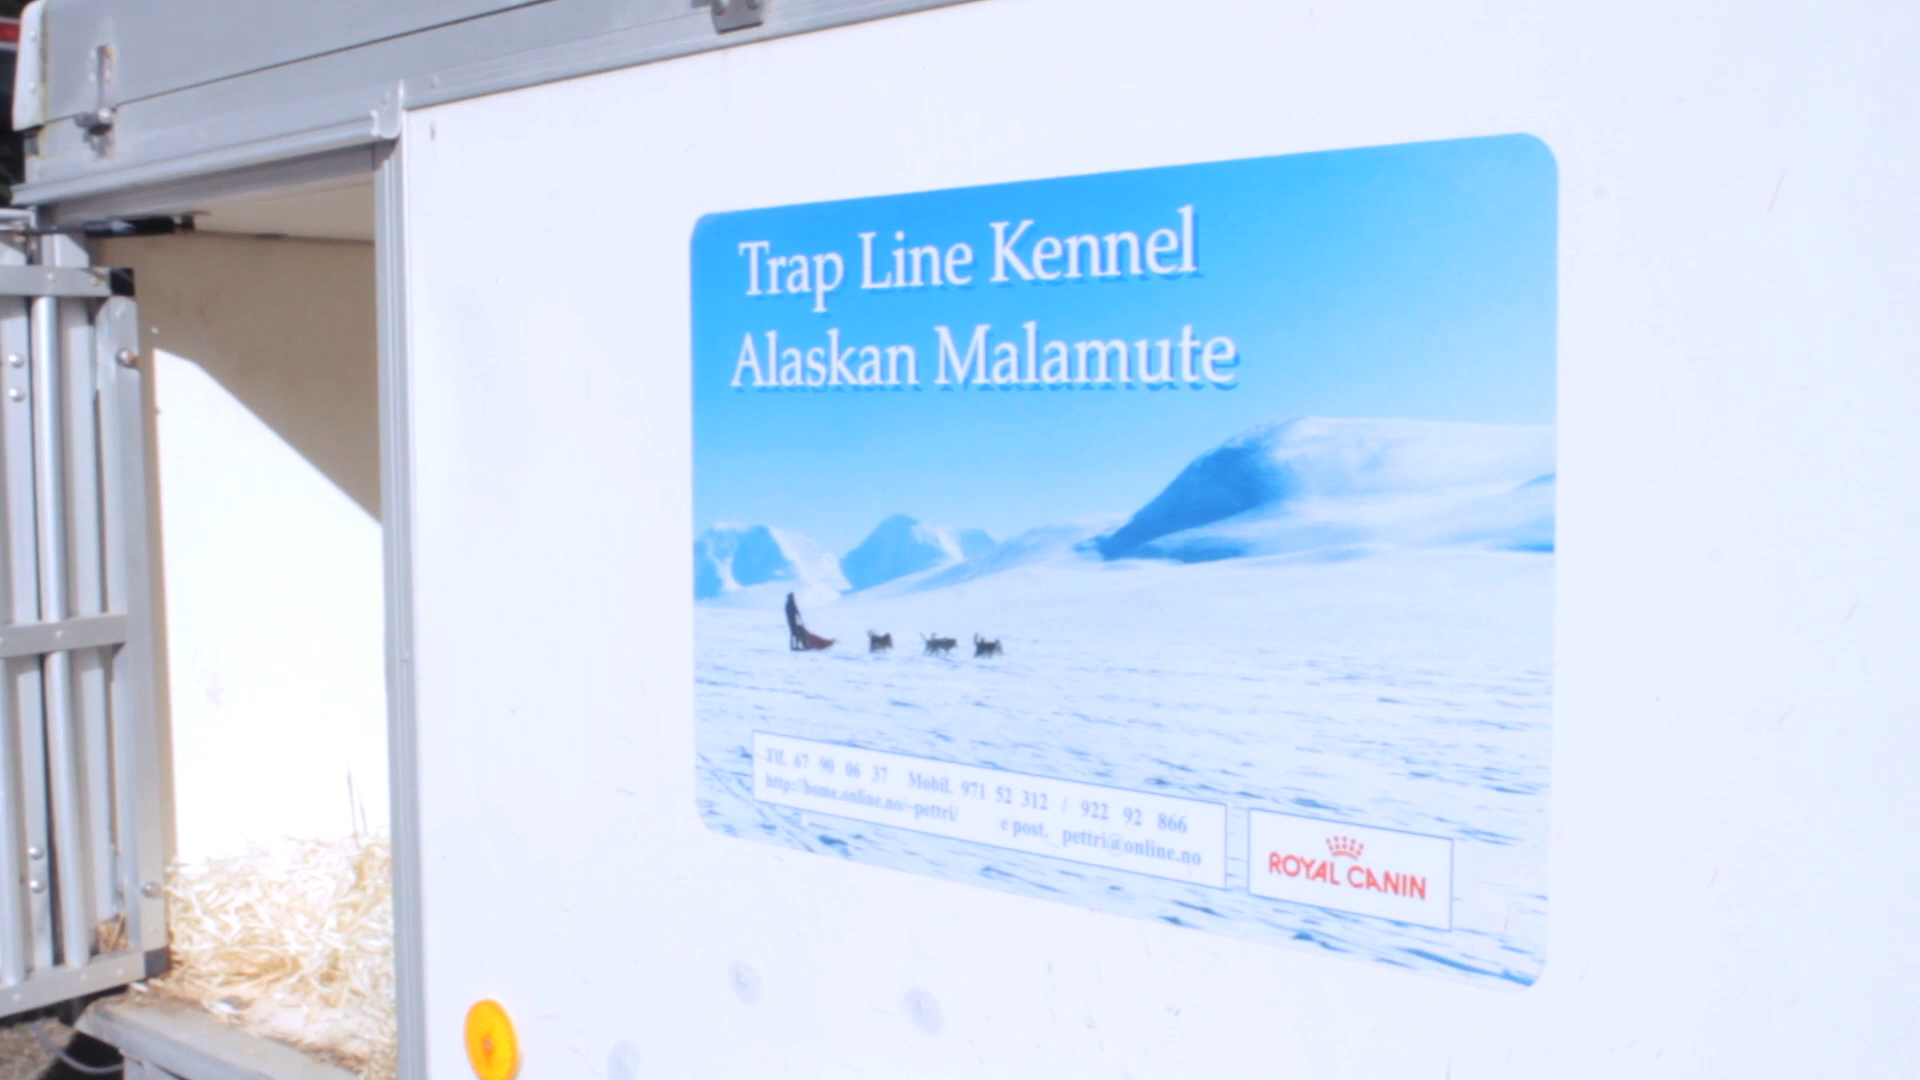 Trap Line Kennel
Alaskan Malamute
Tlf. 67 90 06 37 Mobil. 971 52 312 / 922 92 866
http://home.online.no/~pettri/ e post. pettri@online.no
ROYAL CANIN